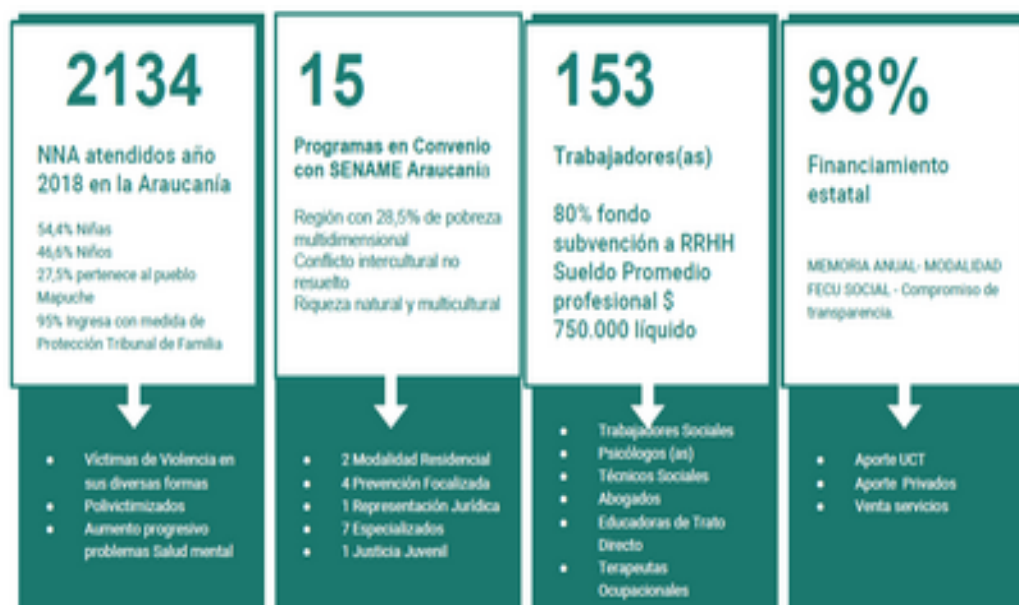 2134
NNA atendidos año
2018 en la Araucanía
54,4% Niñas
46,6% Niños
27,5% pertenece al pueblo
Mapuche
95% Ingresa con medida de
Protección Tribunal de Familia
• Víctimas de Violencia en
sus diversas formas
• Polivictimizados
• Aumento progresivo
problemas Salud mental
15
Programas en Convenio
con SENAME Araucanía
Región con 28,5% de pobreza
multidimensional
Conflicto intercultural no
resuelto
Riqueza natural y multicultural
• 2 Modalidad Residencial
• 4 Prevención Focalizada
• 1 Representación Jurídica
• 7 Especializados
• 1 Justicia Juvenil
153
Trabajadores(as)
80% fondo
subvención a RRHH
Sueldo Promedio
profesional $
750.000 líquido
• Trabajadores Sociales
• Psicólogos (as)
• Técnicos Sociales
• Abogados
• Educadoras de Trato
Directo
• Terapeutas
Ocupacionales
98%
Financiamiento
estatal
MEMORIA ANUAL- MODALIDAD
FECU SOCIAL - Compromiso de
transparencia.
• Aporte UCT
• Aporte Privados
• Venta servicios